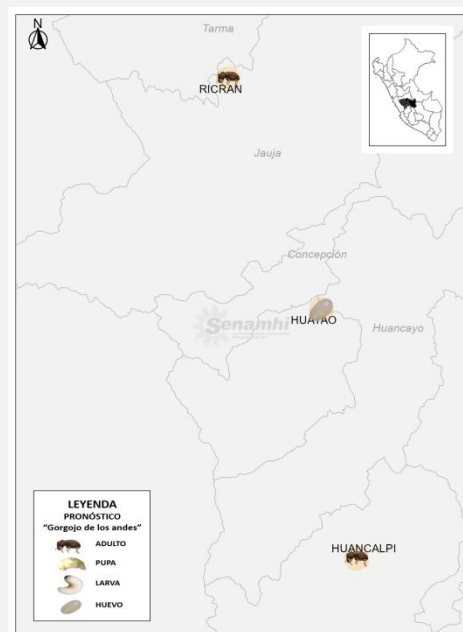 N
Tarma
RICRAN
Jauja
Concepción
Senamhi
HUAYAO
Huancayo
LEYENDA
PRONÓSTICO
"Gorgojo de los andes"
ADULTO
PUPA
LARVA
HUEVO
HUANCALPI